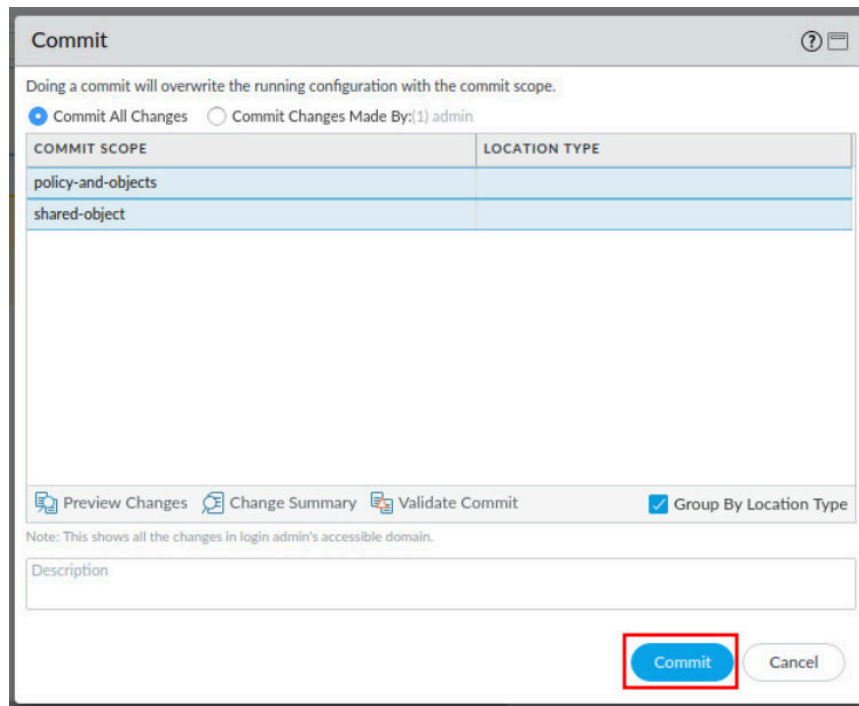 Commit
Doing a commit will overwrite the running configuration with the commit scope.
Commit All Changes Commit Changes Made By:(1) admin
COMMIT SCOPE LOCATION TYPE
policy-and-objects
shared-object
Preview Changes Change Summary Validate Commit Group By Location Type
Note: This shows all the changes in login admin's accessible domain.
Description
Commit Cancel